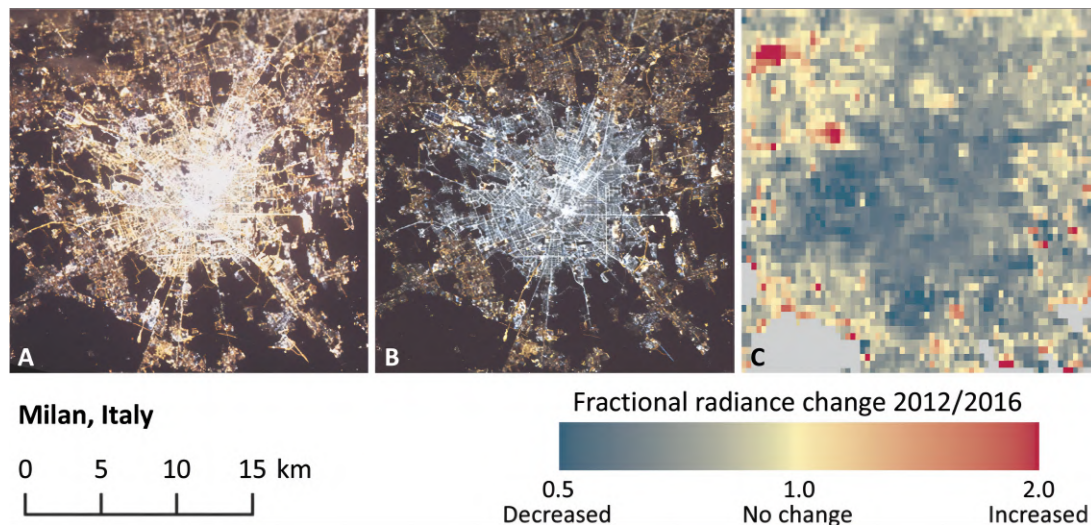 A
B
C
Milan, Italy
0 5 10 15 km
Fractional radiance change 2012/2016
0.5 1.0 2.0
Decreased No change Increased